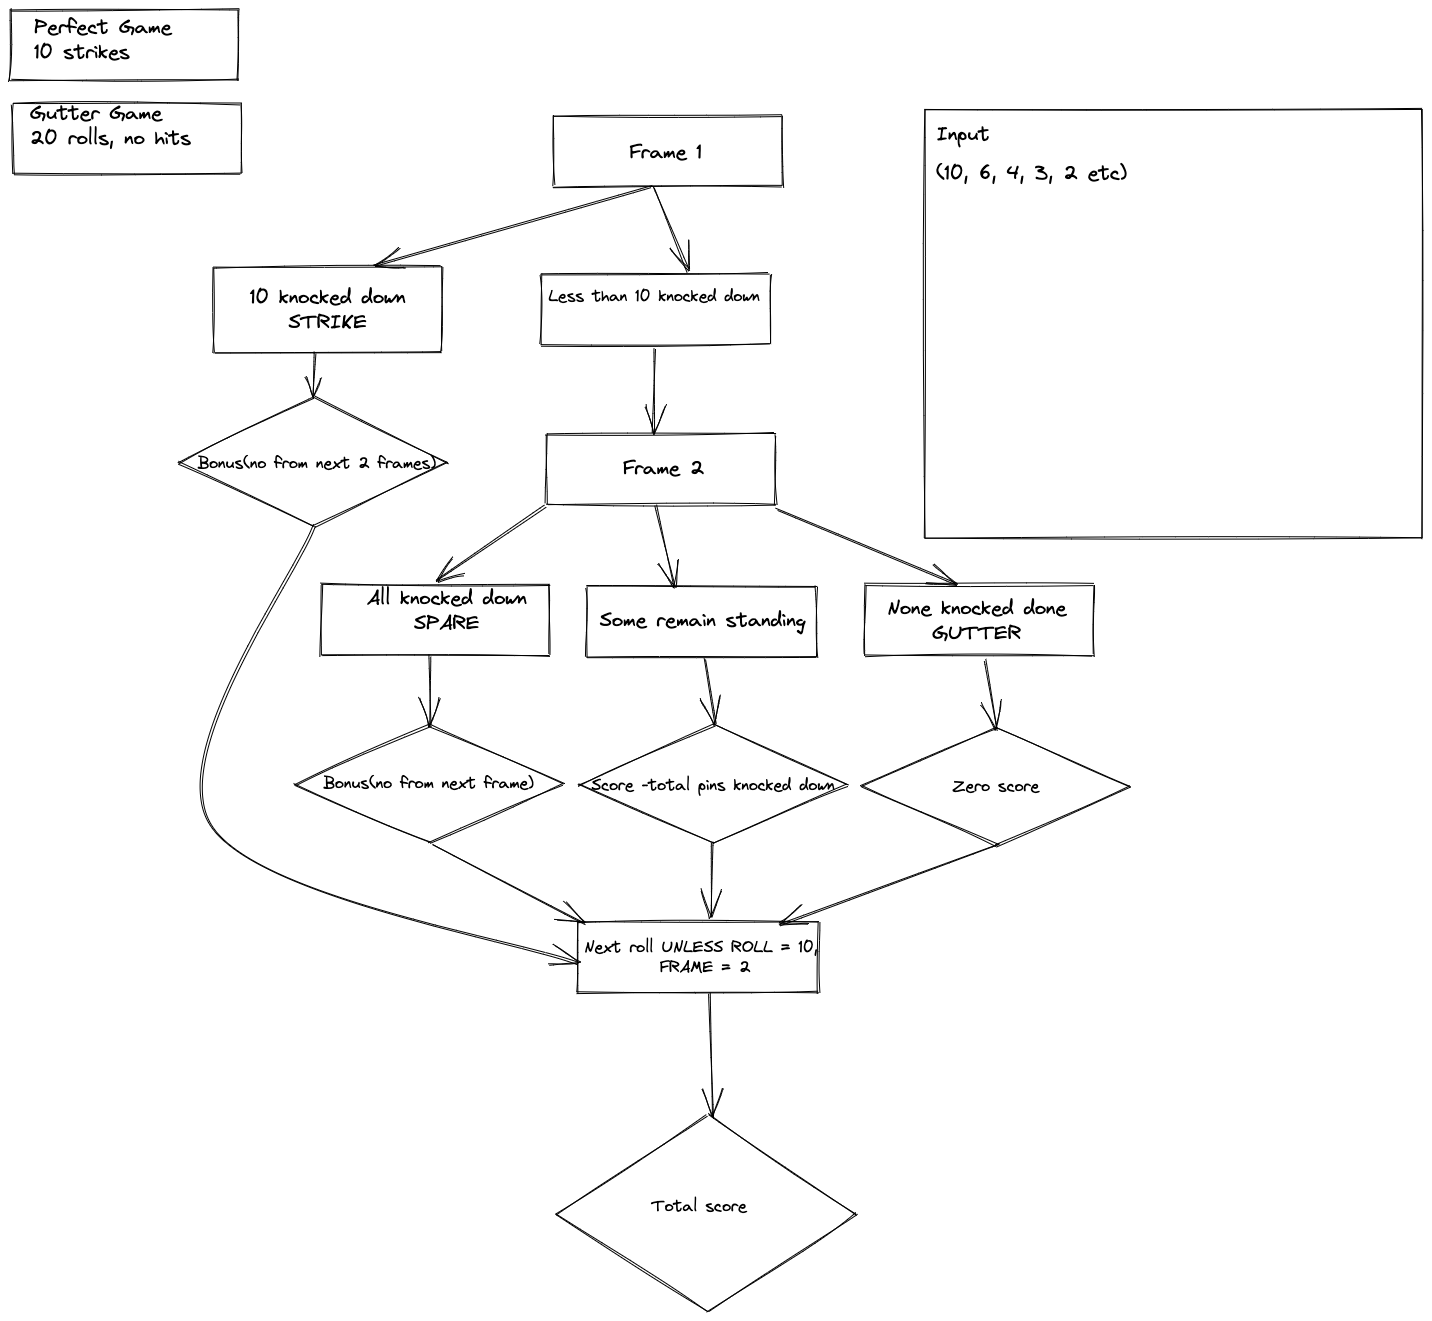 Perfect Game
10 strikes
Gutter Game
20 rolls, no hits
Frame 1
Input
(10, 6, 4, 3, 2 etc)
10 knocked down
STRIKE
Less than 10 knocked down
Bonus(no from next 2 frames)
Frame 2
All knocked down
SPARE
Some remain standing
None knocked done
GUTTER
Bonus(no from next frame)
Score -total pins knocked down
Zero score
Next roll UNLESS ROLL = 10,
FRAME = 2
Total score